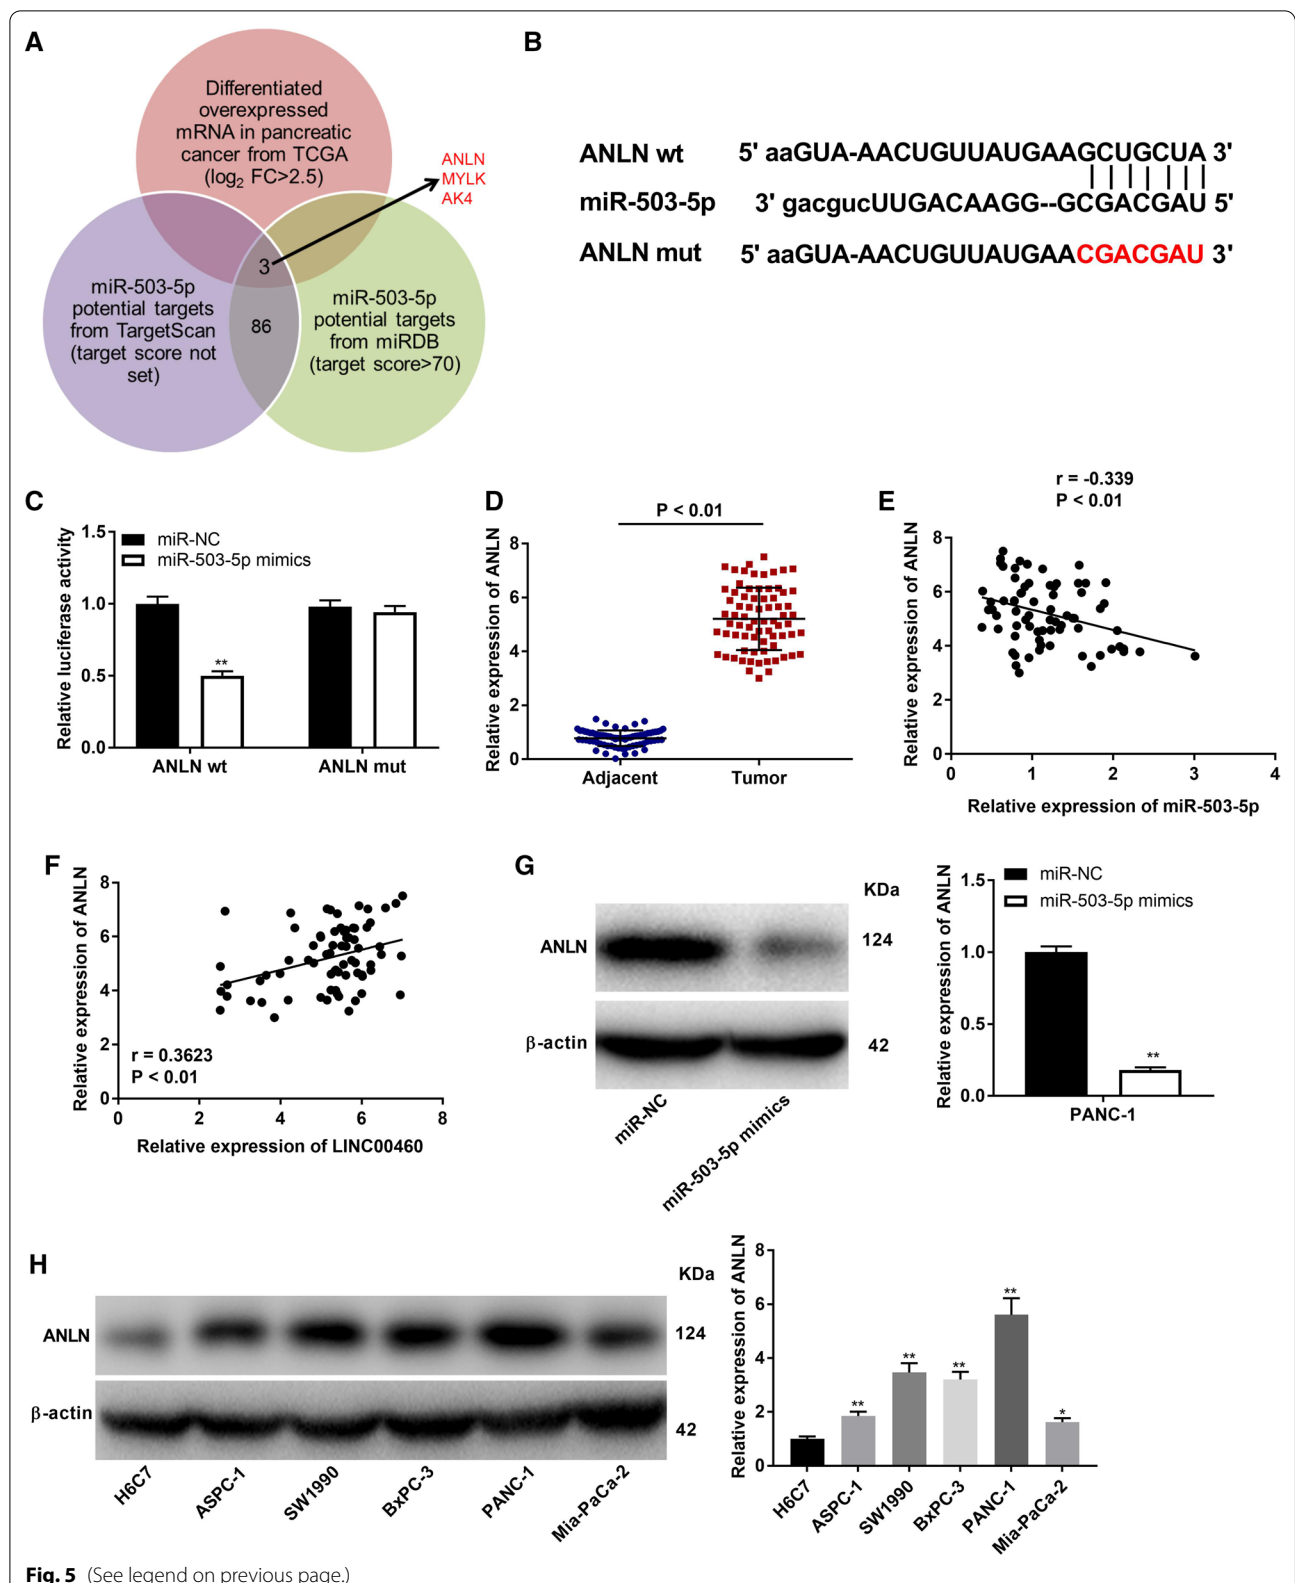 A
Differentiated
overexpressed
mRNA in pancreatic
cancer from TCGA
(log2 FC>2.5)
ANLN
MYLK
AK4
3
miR-503-5p
potential targets
from TargetScan
(target score not
set)
86
miR-503-5p
potential targets
from miRDB
(target score>70)
B
ANLN wt 5' aaGUA-AACUGUUAUGAAGCUGCUA 3'
miR-503-5p 3' gacgucUUGACAAGG--GCGACGAU 5'
ANLN mut 5' aaGUA-AACUGUUAUGAACGACGAU 3'
C
Relative luciferase activity
1.5
1.0
0.5
0.0
miR-NC
miR-503-5p mimics
**
ANLN wt ANLN mut
D
P < 0.01
Relative expression of ANLN
8
6
4
2
0
Adjacent Tumor
E
r = -0.339
P < 0.01
Relative expression of ANLN
8
6
4
2
0
0 1 2 3 4
Relative expression of miR-503-5p
F
Relative expression of ANLN
8
6
4
2
0
r = 0.3623
P < 0.01
0 2 4 6 8
Relative expression of LINC00460
G
KDa
ANLN 124
β-actin 42
miR-NC
miR-503-5p mimics
Relative expression of ANLN
1.5
1.0
0.5
0.0
miR-NC
miR-503-5p mimics
**
PANC-1
H
KDa
ANLN 124
β-actin 42
H6C7 ASPC-1 SW1990 BxPC-3 PANC-1 Mia-PaCa-2
Relative expression of ANLN
8
6
4
2
0
** ** ** ** *
H6C7 ASPC-1 SW1990 BxPC-3 PANC-1 Mia-PaCa-2
Fig. 5 (See legend on previous page.)